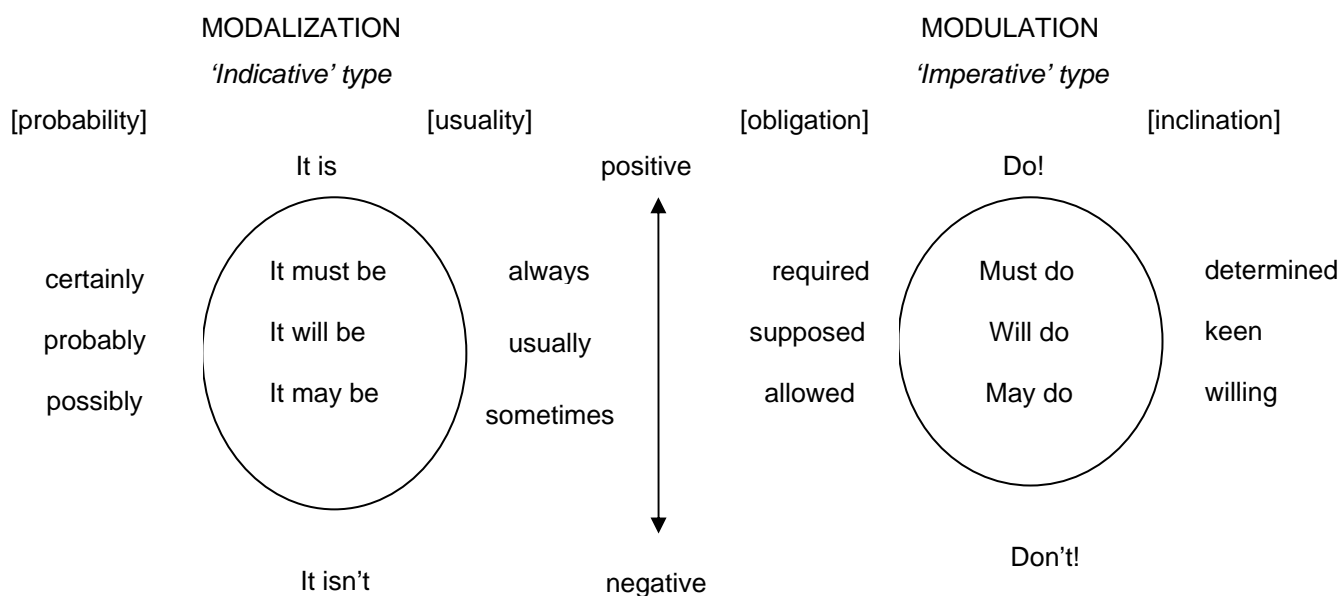 MODALIZATION MODULATION
‘Indicative’ type ‘Imperative’ type
[probability] [usuality] [obligation] [inclination]
It is positive Do!
certainly It must be always required Must do determined
probably It will be usually supposed Will do keen
possibly It may be sometimes allowed May do willing
It isn’t negative Don’t!